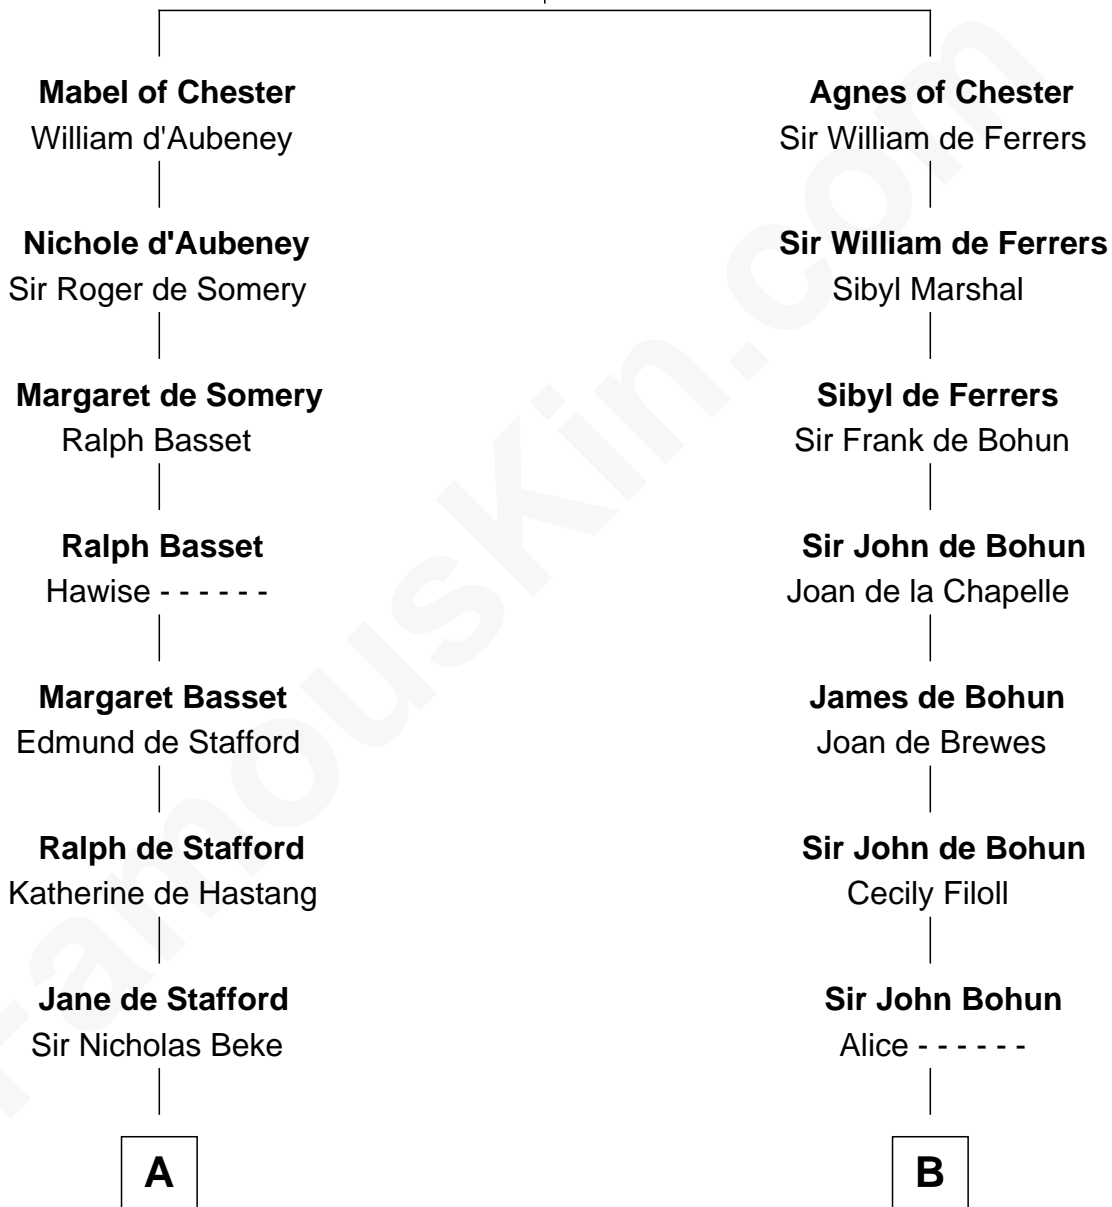 Mabel of Chester
William d'Aubeney
Nichole d'Aubeney
Sir Roger de Somery
Margaret de Somery
Ralph Basset
Ralph Basset
Hawise - - - - - -
Margaret Basset
Edmund de Stafford
Ralph de Stafford
Katherine de Hastang
Jane de Stafford
Sir Nicholas Beke
A
Agnes of Chester
Sir William de Ferrers
Sir William de Ferrers
Sibyl Marshal
Sibyl de Ferrers
Sir Frank de Bohun
Sir John de Bohun
Joan de la Chapelle
James de Bohun
Joan de Brewes
Sir John de Bohun
Cecily Filoll
Sir John Bohun
Alice - - - - - -
B
FamousKin.com